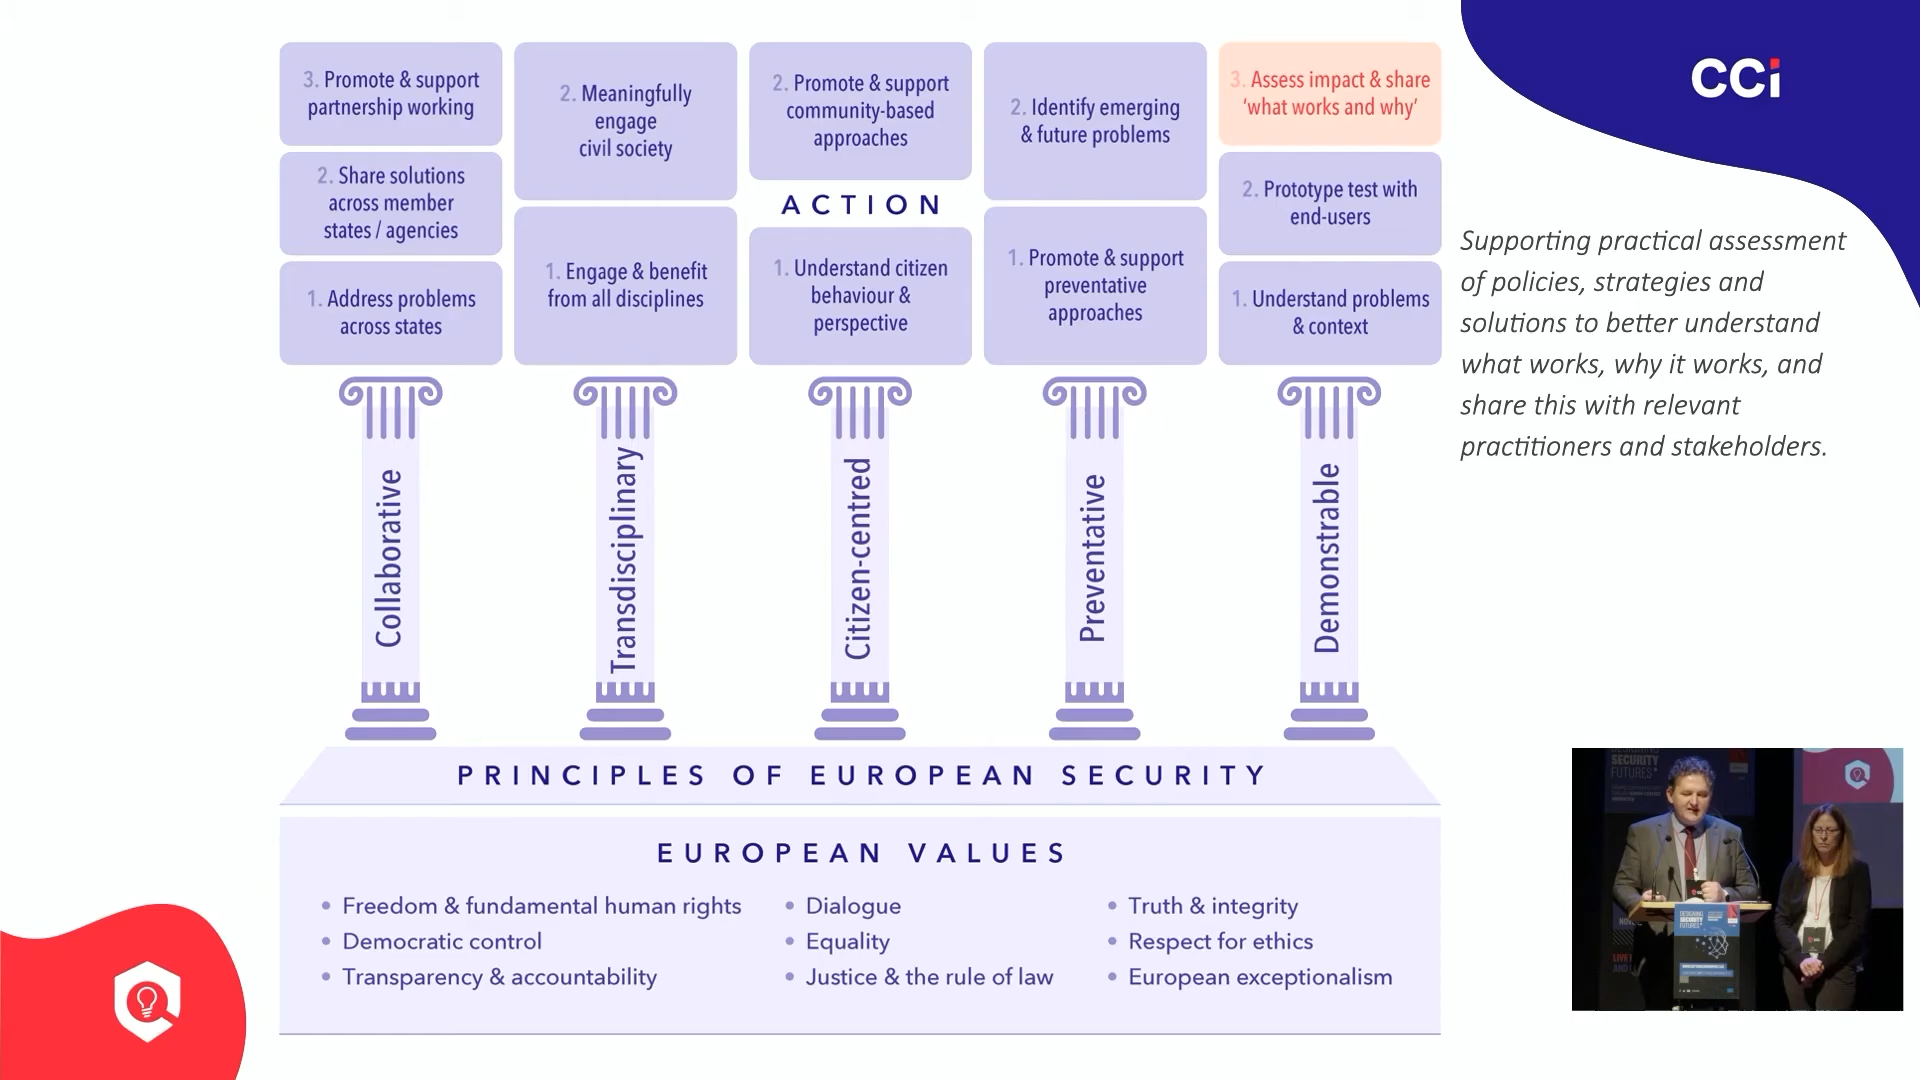 CCi
3. Promote & support
partnership working
2. Share solutions
across member
states / agencies
1. Address problems
across states
2. Meaningfully
engage
civil society
1. Engage & benefit
from all disciplines
2. Promote & support
community-based
approaches
ACTION
1. Understand citizen
behaviour &
perspective
2. Identify emerging
& future problems
1. Promote & support
preventative
approaches
3. Assess impact & share
‘what works and why’
2. Prototype test with
end-users
1. Understand problems
& context
Supporting practical assessment
of policies, strategies and
solutions to better understand
what works, why it works, and
share this with relevant
practitioners and stakeholders.
Collaborative
Transdisciplinary
Citizen-centred
Preventative
Demonstrable
PRINCIPLES OF EUROPEAN SECURITY
EUROPEAN VALUES
• Freedom & fundamental human rights
• Democratic control
• Transparency & accountability
• Dialogue
• Equality
• Justice & the rule of law
• Truth & integrity
• Respect for ethics
• European exceptionalism
DESIGNING
SECURITY
FUTURES
DESIGNING
SECURITY
FUTURES